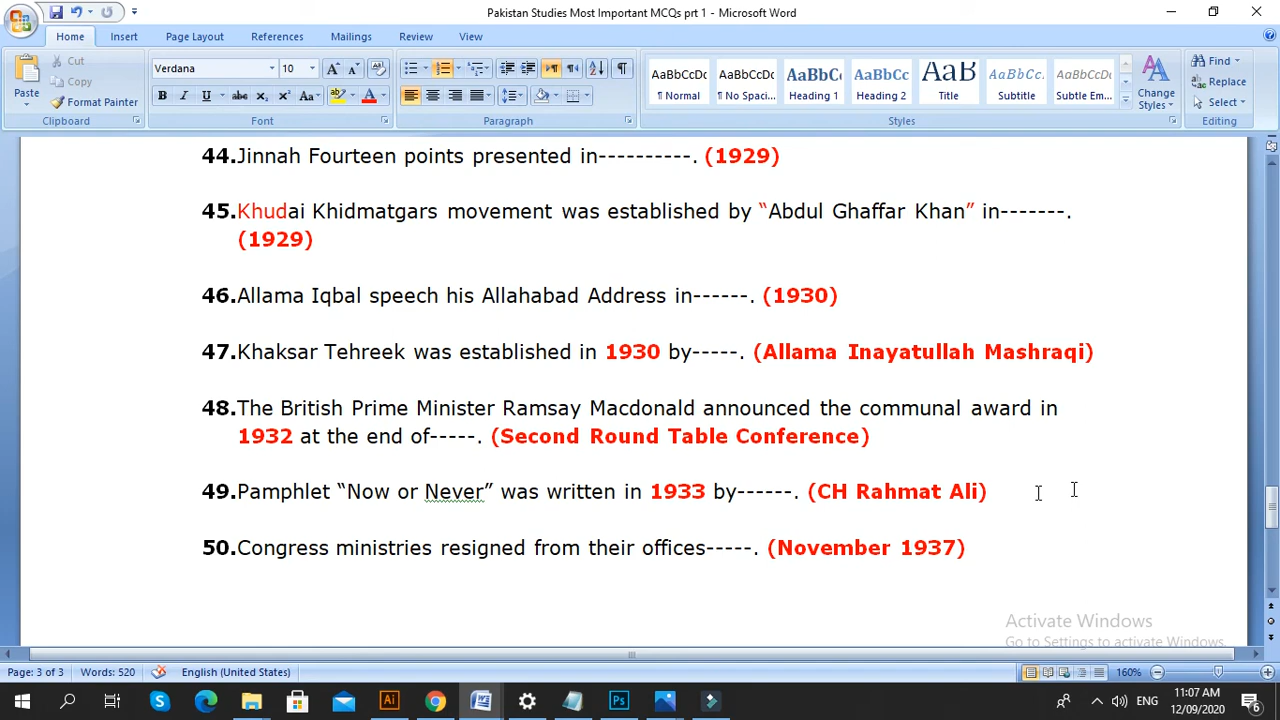 Pakistan Studies Most Important MCQs prt 1 - Microsoft Word
Home Insert Page Layout References Mailings Review View
Paste Cut Copy Format Painter
Clipboard
Verdana 10
Font
Paragraph
AaBbCcDc AaBbCcDc AaBbC AaBbCc AaB AaBbCc. AaBbCcDc
¶ Normal ¶ No Spaci... Heading 1 Heading 2 Title Subtitle Subtle Em...
Change Styles
Styles
Find Replace Select
Editing
44.Jinnah Fourteen points presented in----------. (1929)
45.Khudai Khidmatgars movement was established by “Abdul Ghaffar Khan” in-------.
(1929)
46.Allama Iqbal speech his Allahabad Address in------. (1930)
47.Khaksar Tehreek was established in 1930 by-----. (Allama Inayatullah Mashraqi)
48.The British Prime Minister Ramsay Macdonald announced the communal award in
1932 at the end of-----. (Second Round Table Conference)
49.Pamphlet “Now or Never” was written in 1933 by------. (CH Rahmat Ali)
50.Congress ministries resigned from their offices-----. (November 1937)
Activate Windows
Go to Settings to activate Windows.
Page: 3 of 3 Words: 520 English (United States) 160%
ENG 11:07 AM
12/09/2020 6